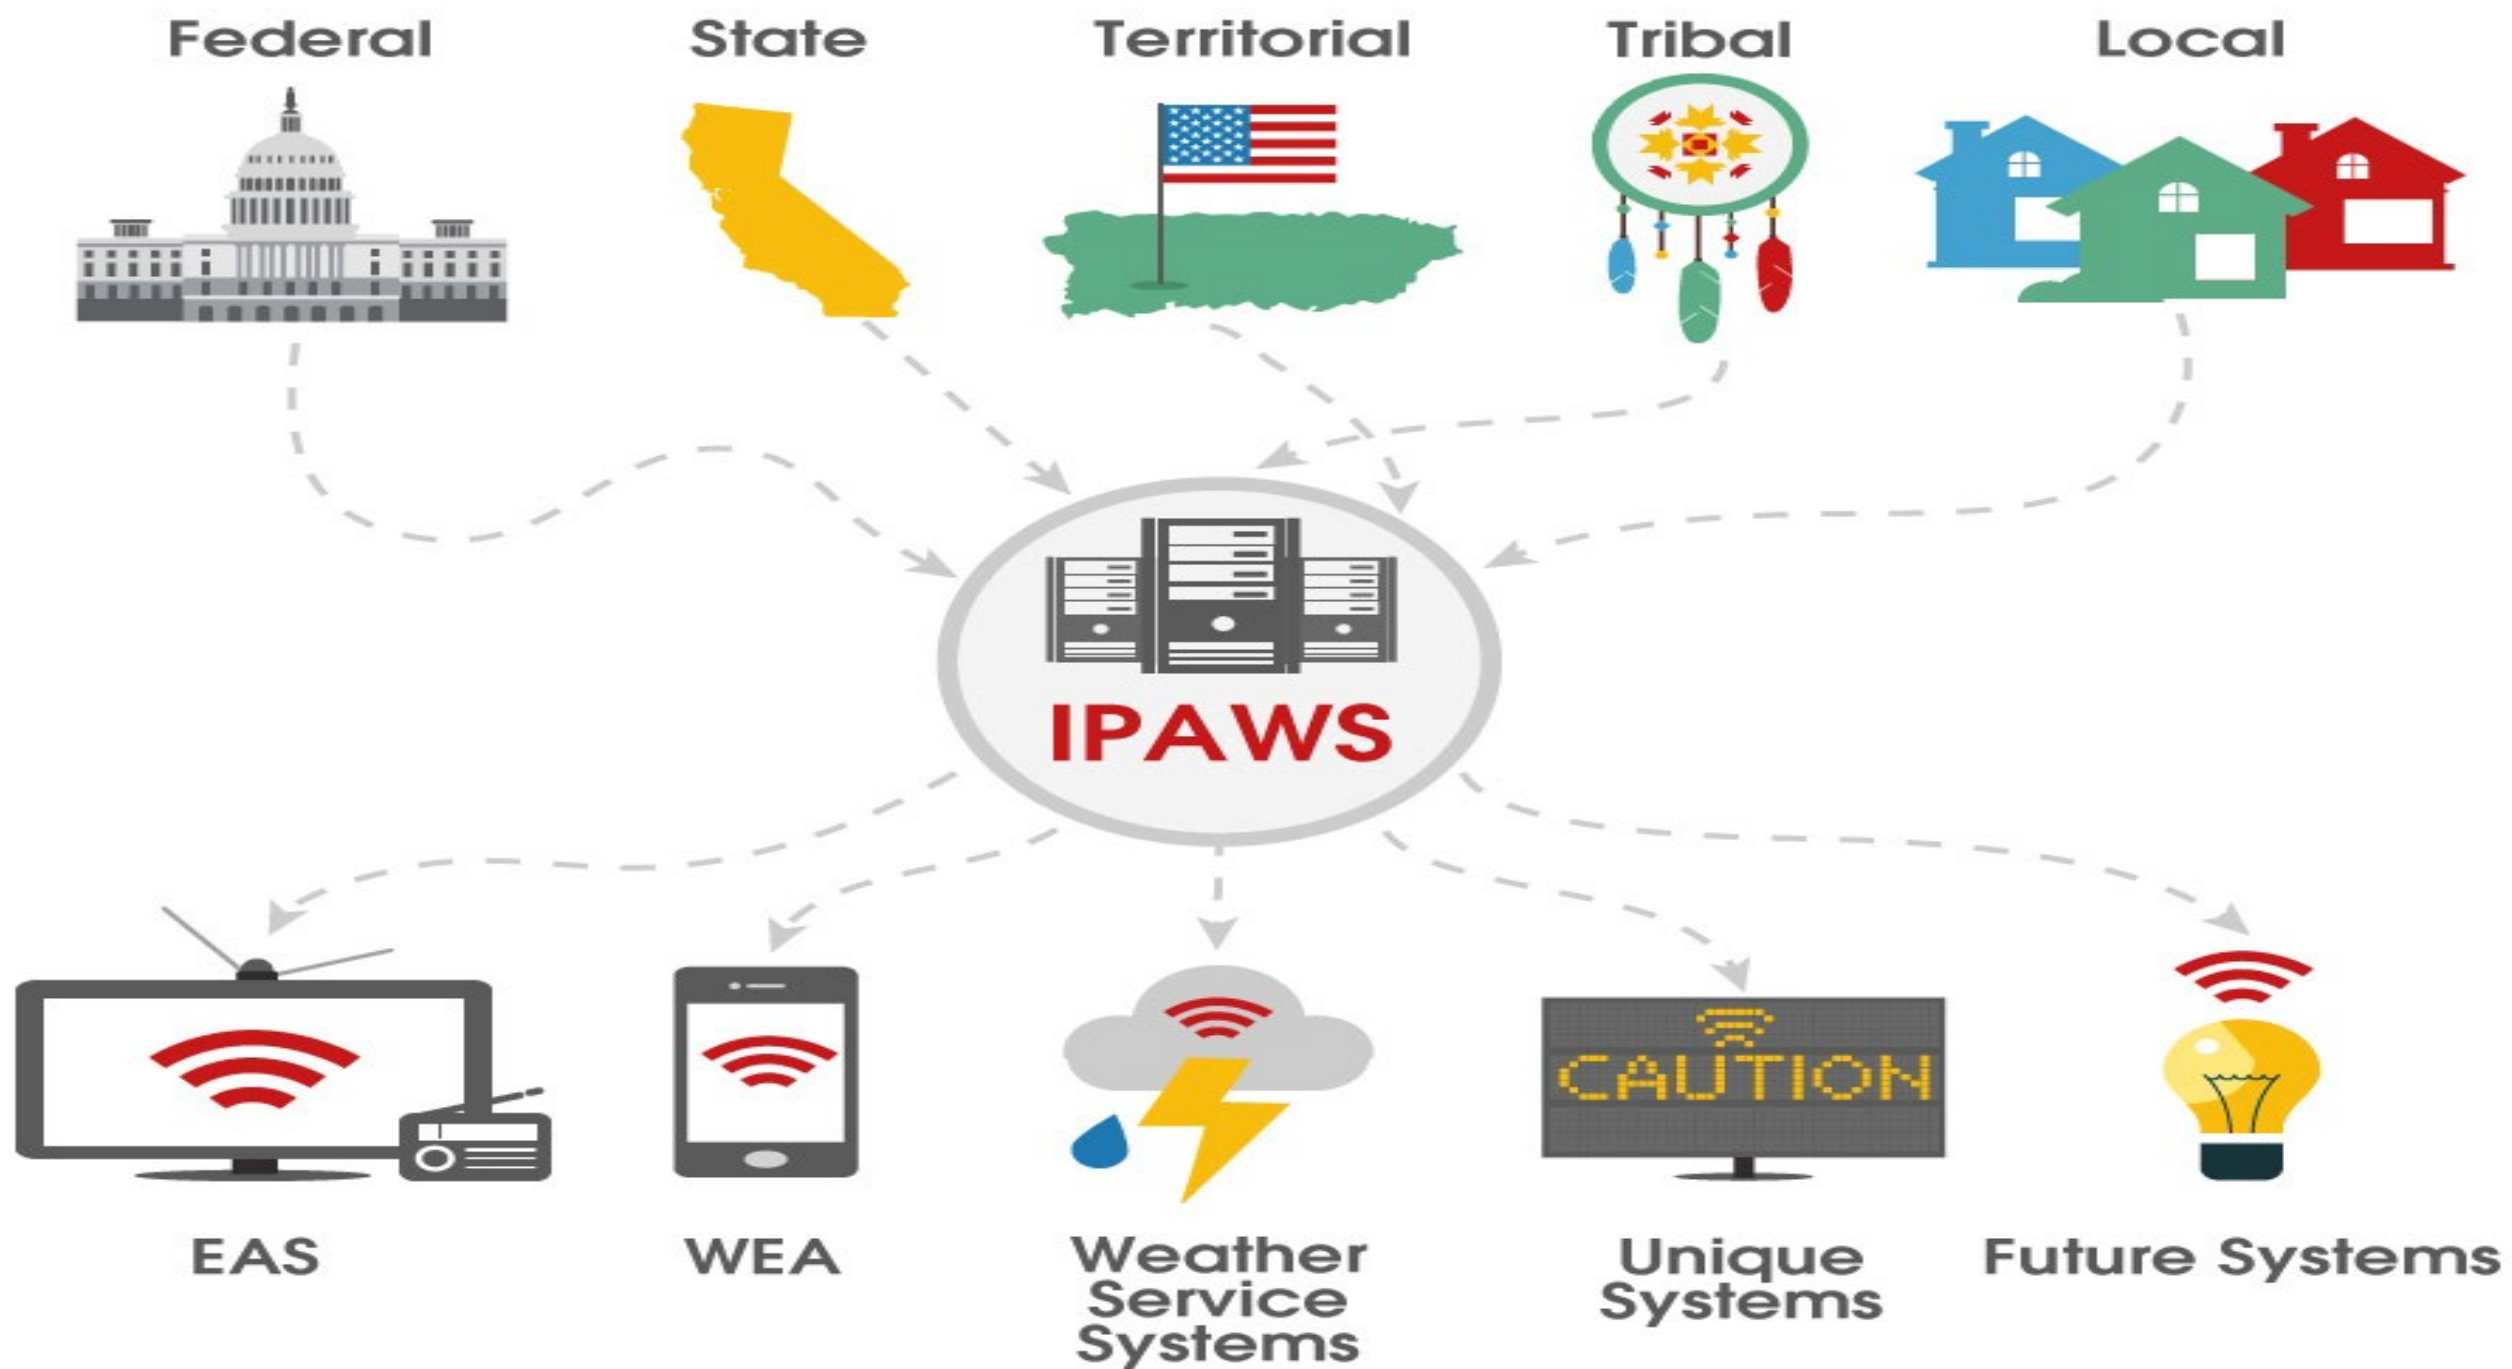 Federal
State
Territorial
Tribal
Local
IPAWS
CAUTION
EAS
WEA
Weather
Service
Systems
Unique
Systems
Future Systems